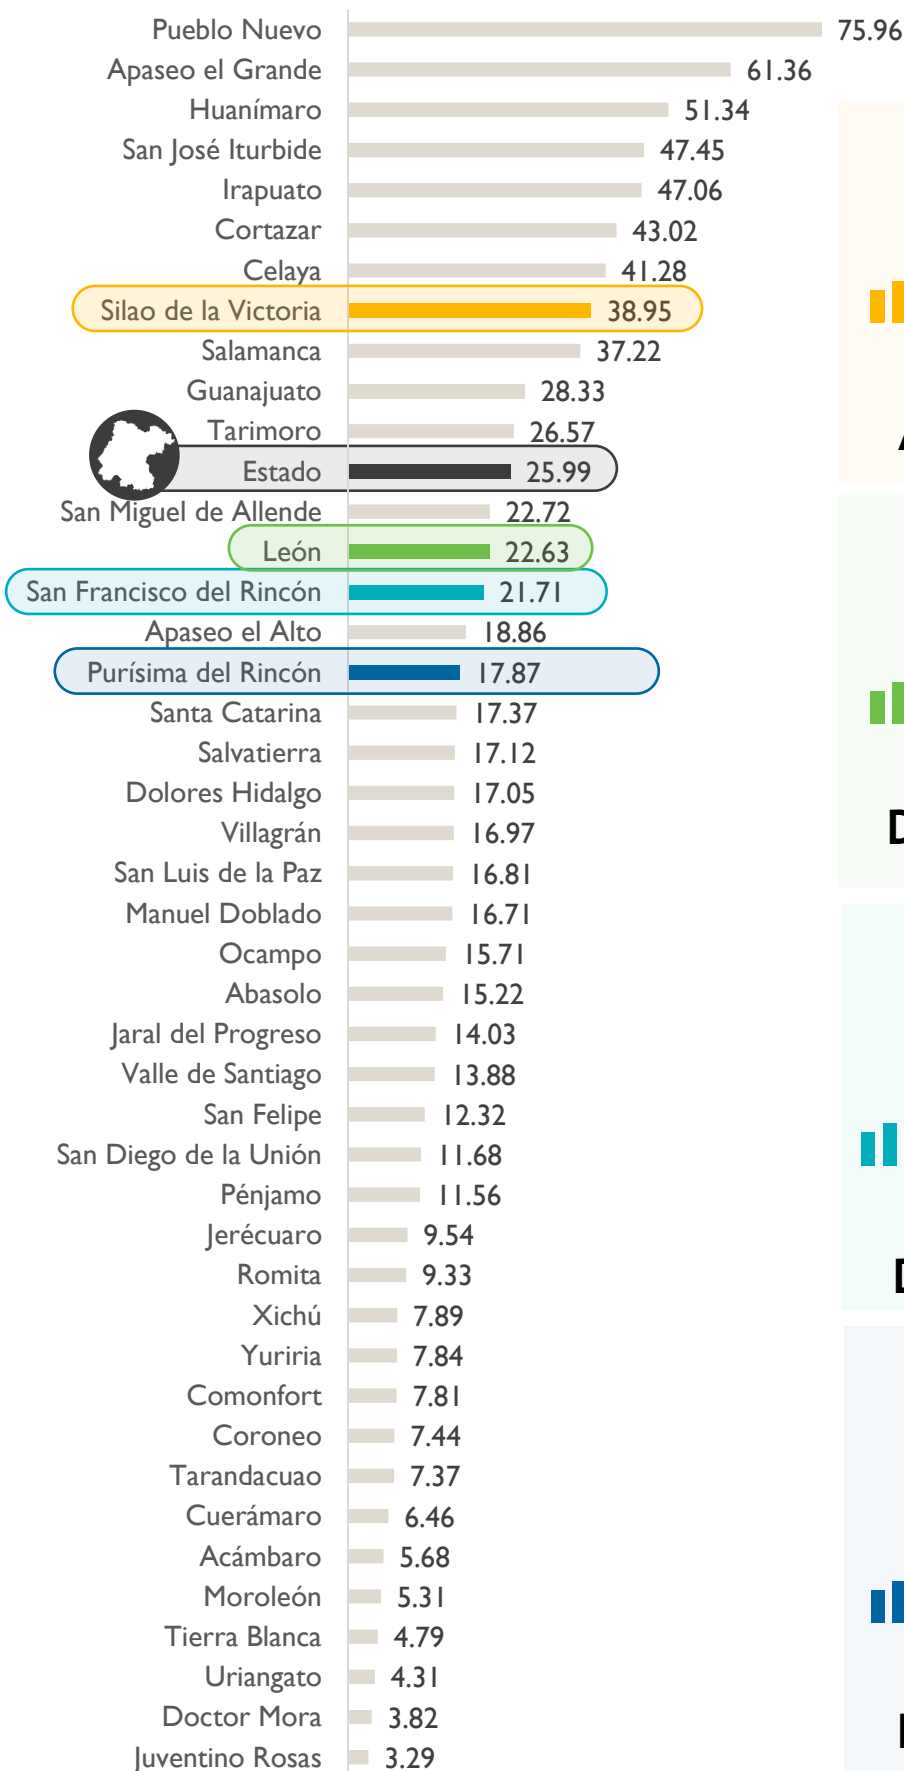 Pueblo Nuevo 75.96
Apaseo el Grande 61.36
Huanímaro 51.34
San José Iturbide 47.45
Irapuato 47.06
Cortazar 43.02
Celaya 41.28
Silao de la Victoria 38.95
Salamanca 37.22
Guanajuato 28.33
Tarimoro 26.57
Estado 25.99
San Miguel de Allende 22.72
León 22.63
San Francisco del Rincón 21.71
Apaseo el Alto 18.86
Purísima del Rincón 17.87
Santa Catarina 17.37
Salvatierra 17.12
Dolores Hidalgo 17.05
Villagrán 16.97
San Luis de la Paz 16.81
Manuel Doblado 16.71
Ocampo 15.71
Abasolo 15.22
Jaral del Progreso 14.03
Valle de Santiago 13.88
San Felipe 12.32
San Diego de la Unión 11.68
Pénjamo 11.56
Jerécuaro 9.54
Romita 9.33
Xichú 7.89
Yuriria 7.84
Comonfort 7.81
Coroneo 7.44
Tarandacuao 7.37
Cuerámaro 6.46
Acámbaro 5.68
Moroleón 5.31
Tierra Blanca 4.79
Uriangato 4.31
Doctor Mora 3.82
Juventino Rosas 3.29